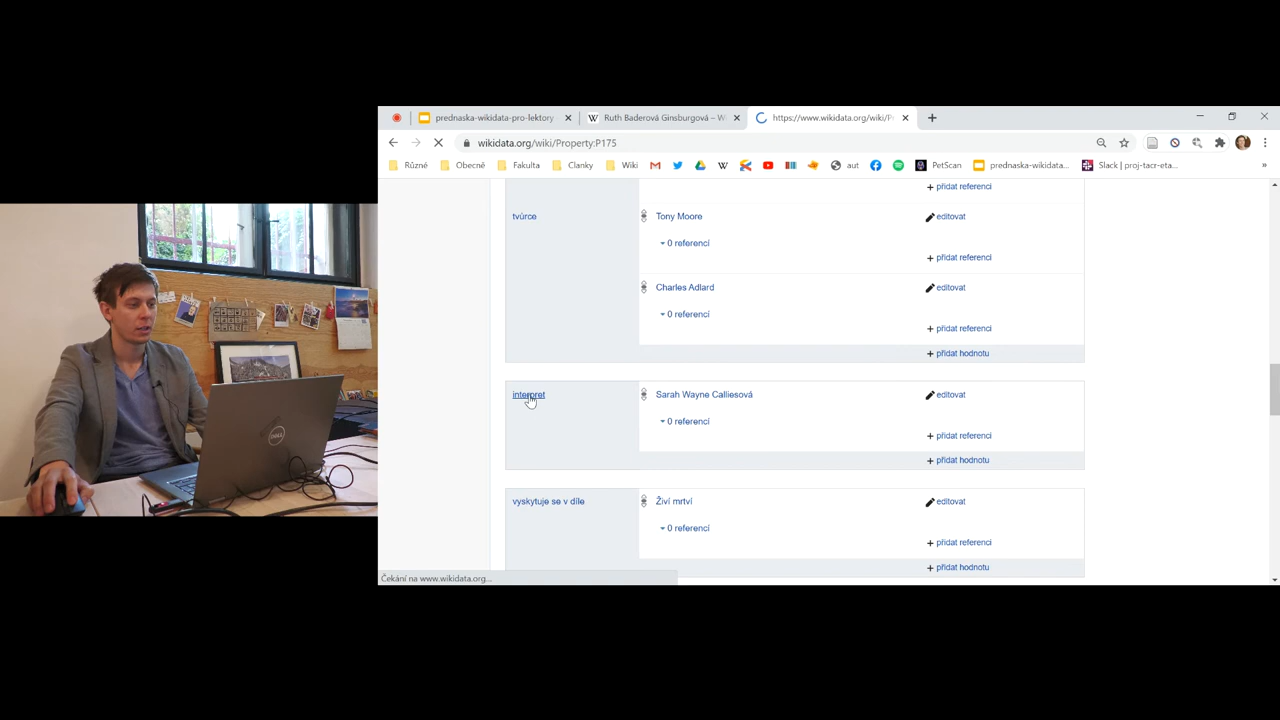 prednaska-wikidata-pro-lektory
Ruth Baderová Ginsburgová – W
https://www.wikidata.org/wiki/P
wikidata.org/wiki/Property:P175
Různé
Obecně
Fakulta
Clanky
Wiki
aut
PetScan
prednaska-wikidata...
Slack | proj-tacr-eta...
»
+ přidat referenci
tvůrce
Tony Moore
editovat
0 referencí
+ přidat referenci
Charles Adlard
editovat
0 referencí
+ přidat referenci
+ přidat hodnotu
interpret
Sarah Wayne Calliesová
editovat
0 referencí
+ přidat referenci
+ přidat hodnotu
vyskytuje se v díle
Živí mrtví
editovat
0 referencí
+ přidat referenci
+ přidat hodnotu
Čekání na www.wikidata.org...
DELL